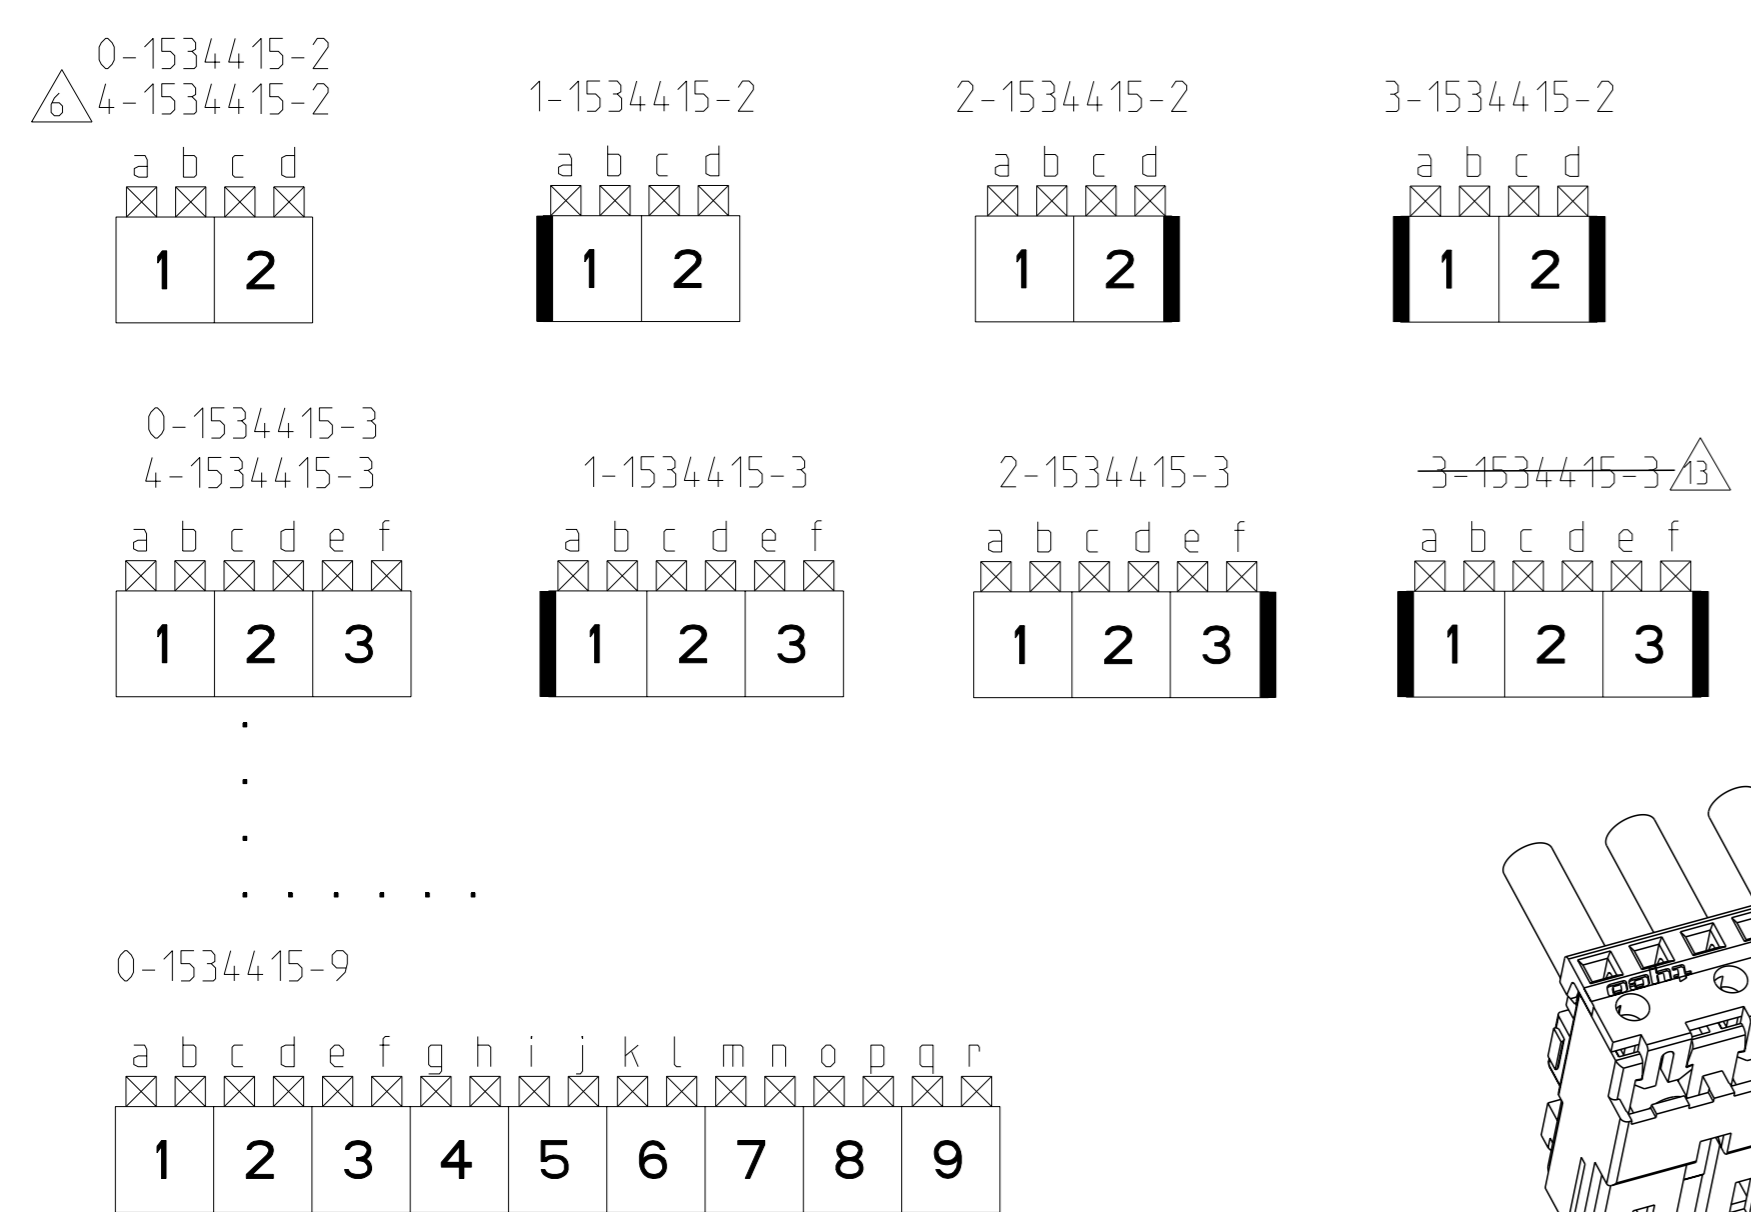 0-1534415-2
6 4-1534415-2 1-1534415-2 2-1534415-2 3-1534415-2
a b c d a b c d a b c d a b c d
1 2 1 2 1 2 1 2
0-1534415-3
4-1534415-3 1-1534415-3 2-1534415-3 3-1534415-3 13
a b c d e f a b c d e f a b c d e f a b c d e f
1 2 3 1 2 3 1 2 3 1 2 3
0-1534415-9
a b c d e f g h i j k l m n o p q r
1 2 3 4 5 6 7 8 9